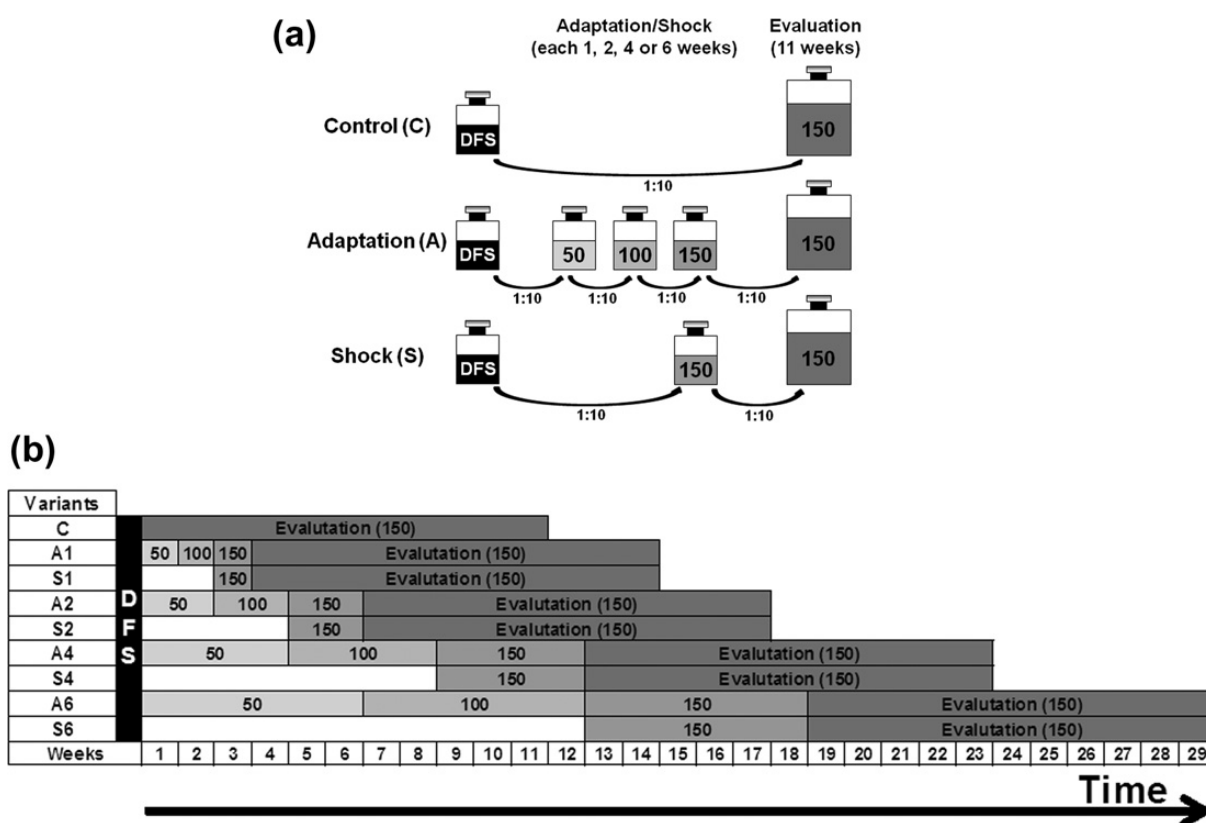 (a)
Adaptation/Shock
(each 1, 2, 4 or 6 weeks)
Evaluation
(11 weeks)
Control (C)
DFS
150
1:10
Adaptation (A)
DFS
50
100
150
150
1:10
1:10
1:10
1:10
Shock (S)
DFS
150
150
1:10
1:10
(b)
Variants
DFS
C Evalutation (150)
A1 50 100 150 Evalutation (150)
S1 150 Evalutation (150)
A2 50 100 150 Evalutation (150)
S2 150 Evalutation (150)
A4 50 100 150 Evalutation (150)
S4 150 Evalutation (150)
A6 50 100 150 Evalutation (150)
S6 150 Evalutation (150)
Weeks 1 2 3 4 5 6 7 8 9 10 11 12 13 14 15 16 17 18 19 20 21 22 23 24 25 26 27 28 29
Time